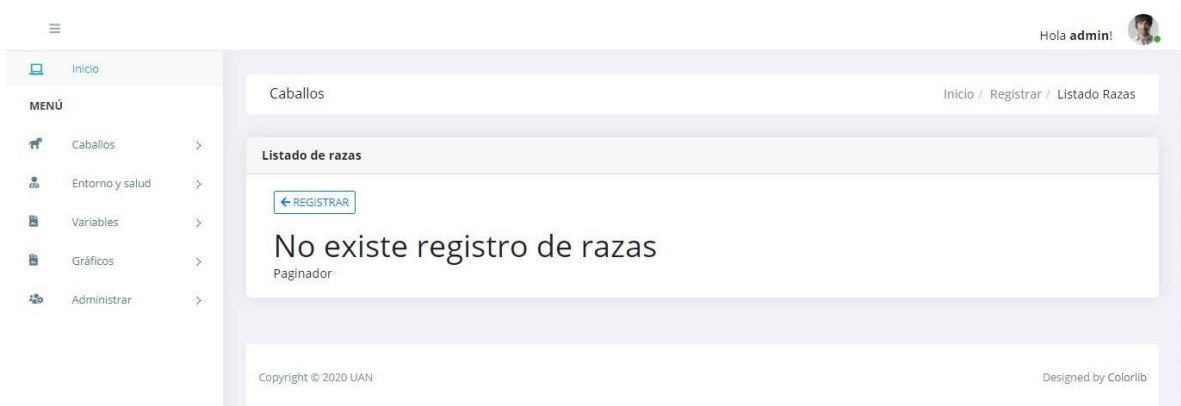 Hola admin!
Inicio
MENÚ
Caballos
Entorno y salud
Variables
Gráficos
Administrar
Caballos
Inicio / Registrar / Listado Razas
Listado de razas
REGISTRAR
No existe registro de razas
Paginador
Copyright © 2020 UAN
Designed by Colorlib